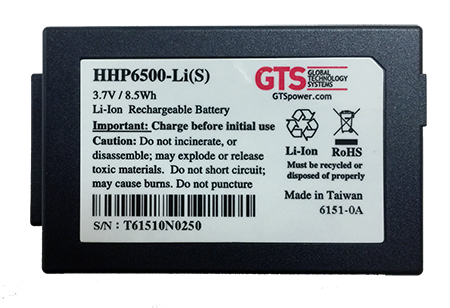 HHP6500-Li(S)
3.7V / 8.5Wh
Li-Ion Rechargeable Battery
GTS GLOBAL TECHNOLOGY SYSTEMS
GTSpower.com
Important: Charge before initial use
Caution: Do not incinerate, or
disassemble; may explode or release
toxic materials. Do not short circuit;
may cause burns. Do not puncture
Li-Ion RoHS
Must be recycled or
disposed of properly
Made in Taiwan
6151-0A
S/N: T61510N0250